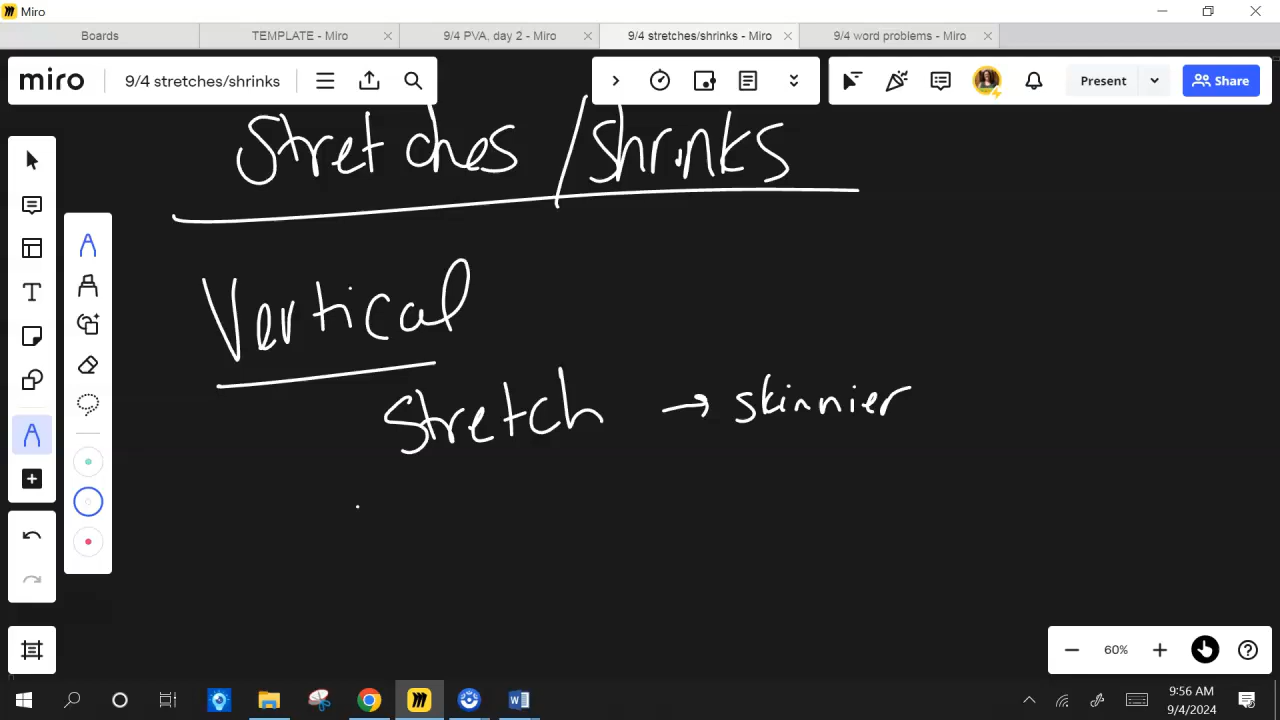 Miro
Boards
TEMPLATE - Miro
9/4 PVA, day 2 - Miro
9/4 stretches/shrinks - Miro
9/4 word problems - Miro
miro
9/4 stretches/shrinks
Present
Share
Stretches/shrinks
Vertical
Stretch → skinnier
60%
9:56 AM
9/4/2024